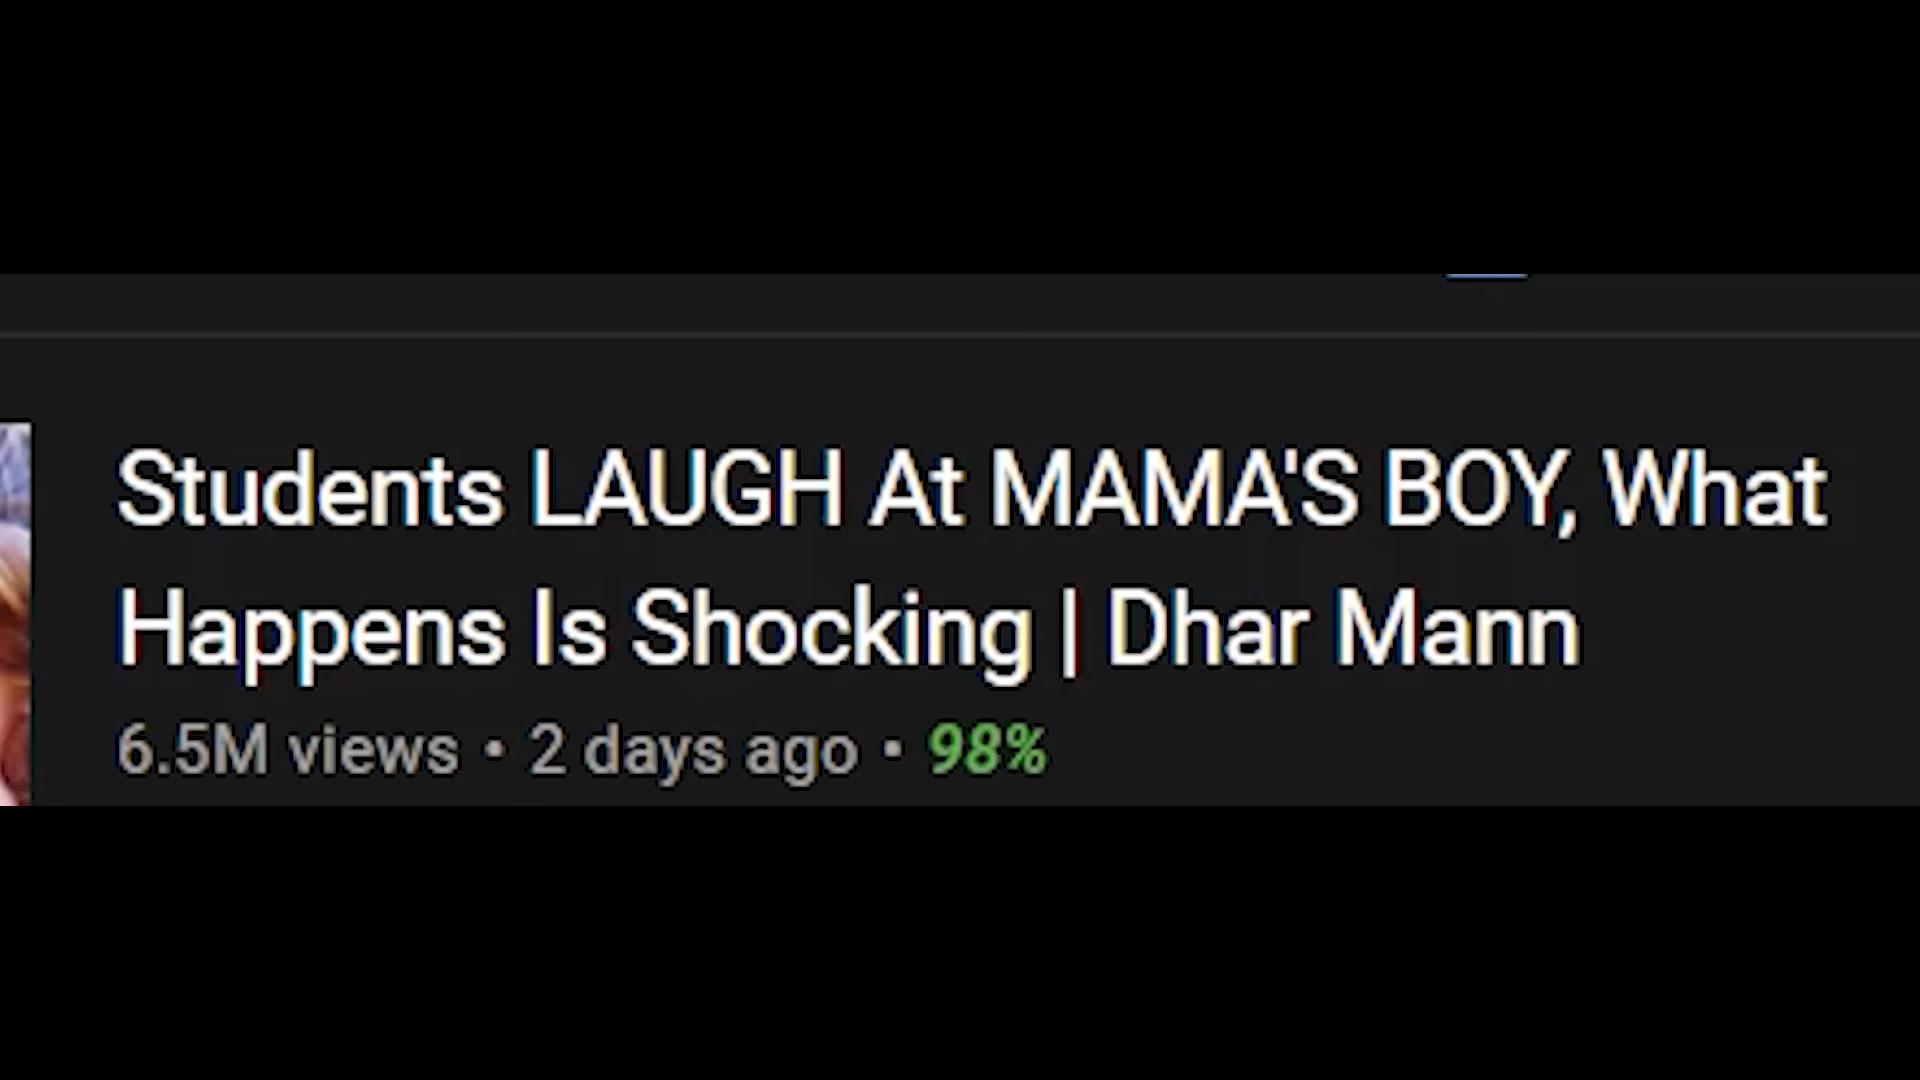 Students LAUGH At MAMA'S BOY, What
Happens Is Shocking | Dhar Mann
6.5M views • 2 days ago • 98%